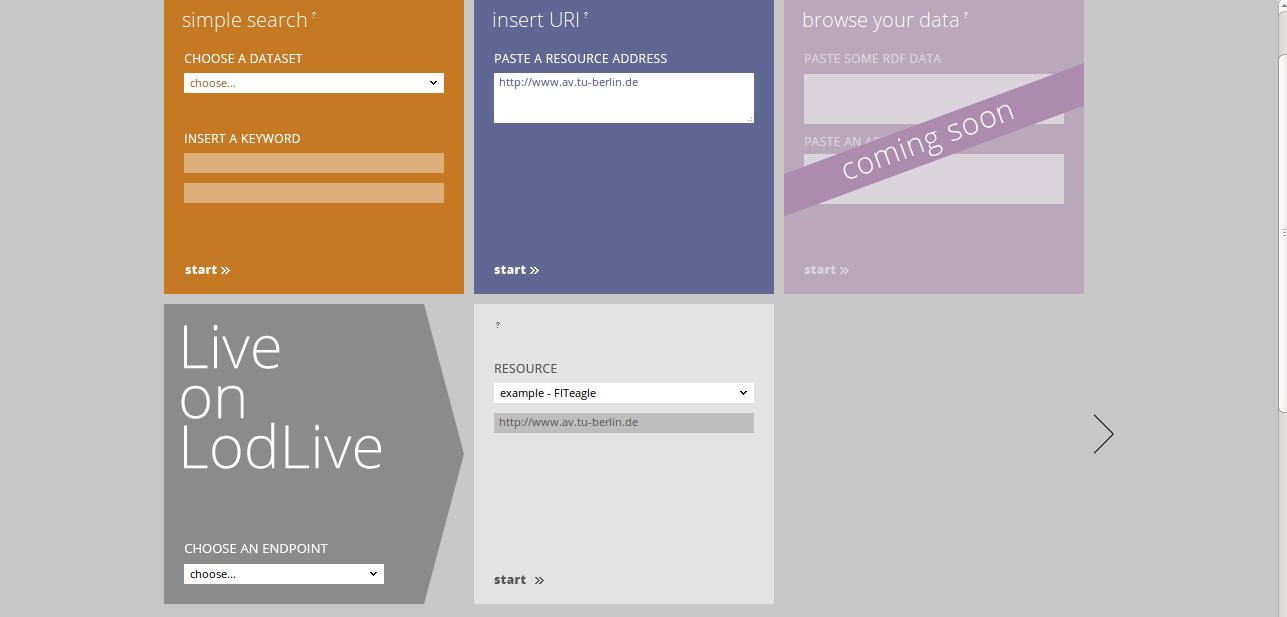 simple search ?
CHOOSE A DATASET
choose...
INSERT A KEYWORD
start »
insert URI ?
PASTE A RESOURCE ADDRESS
http://www.av.tu-berlin.de
start »
browse your data ?
PASTE SOME RDF DATA
coming soon
PASTE AN
start »
Live
on
LodLive
CHOOSE AN ENDPOINT
choose...
?
RESOURCE
example - FITeagle
http://www.av.tu-berlin.de
start »